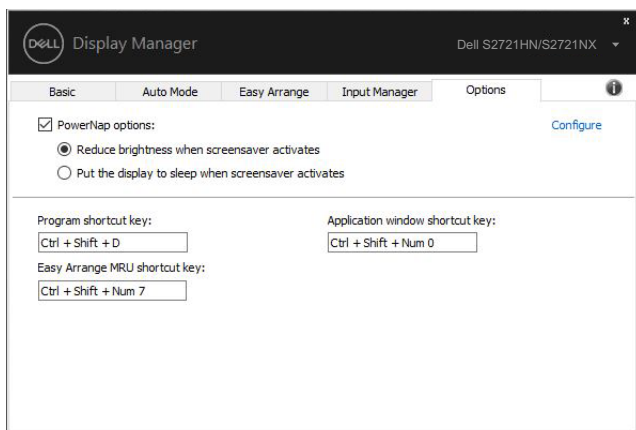 x
DELL Display Manager Dell S2721HN/S2721NX
Basic Auto Mode Easy Arrange Input Manager Options
PowerNap options: Configure
Reduce brightness when screensaver activates
Put the display to sleep when screensaver activates
Program shortcut key: Application window shortcut key:
Ctrl + Shift + D Ctrl + Shift + Num 0
Easy Arrange MRU shortcut key:
Ctrl + Shift + Num 7